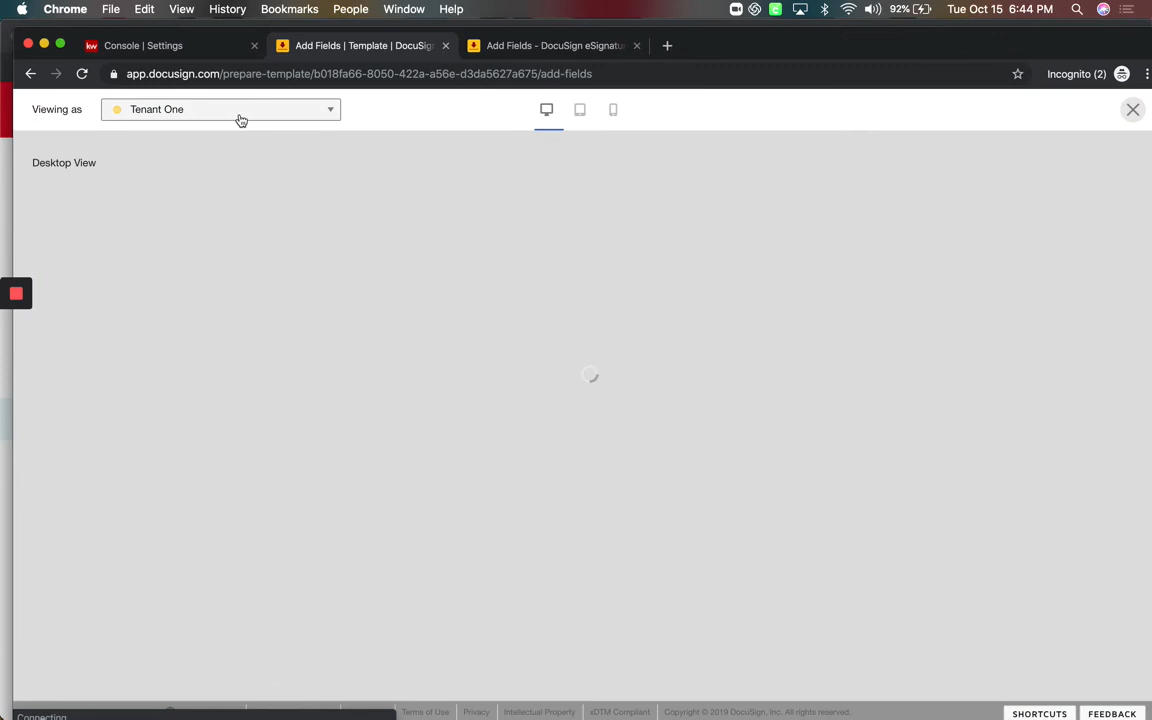 Chrome File Edit View History Bookmarks People Window Help 92% Tue Oct 15 6:44 PM
kw Console | Settings Add Fields | Template | DocuSig Add Fields - DocuSign eSignatu
app.docusign.com/prepare-template/b018fa66-8050-422a-a56e-d3da5627a675/add-fields Incognito (2)
Viewing as Tenant One
Desktop View
Connecting Terms of Use Privacy Intellectual Property xDTM Compliant Copyright © 2019 DocuSign, Inc. All rights reserved. SHORTCUTS FEEDBACK